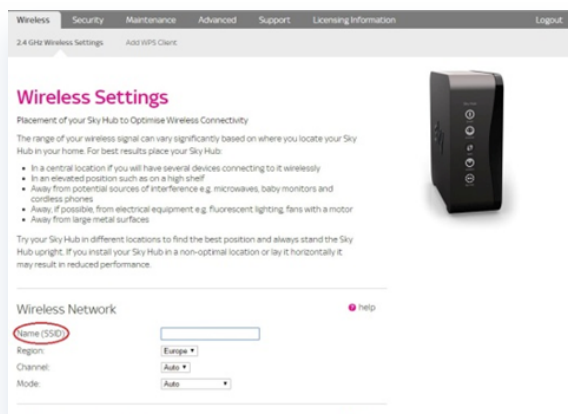 Wireless Security Maintenance Advanced Support Licensing Information Logout
2.4 GHz Wireless Settings Add WPS Client
Wireless Settings
Placement of your Sky Hub to Optimise Wireless Connectivity
The range of your wireless signal can vary significantly based on where you locate your Sky
Hub in your home. For best results place your Sky Hub:
• In a central location if you will have several devices connecting to it wirelessly
• In an elevated position such as on a high shelf
• Away from potential sources of interference e.g. microwaves, baby monitors and
cordless phones
• Away, if possible, from electrical equipment e.g. fluorescent lighting, fans with a motor
• Away from large metal surfaces
Try your Sky Hub in different locations to find the best position and always stand the Sky
Hub upright. If you install your Sky Hub in a non-optimal location or lay it horizontally it
may result in reduced performance.
Wireless Network help
Name (SSID)
Region: Europe
Channel: Auto
Mode: Auto